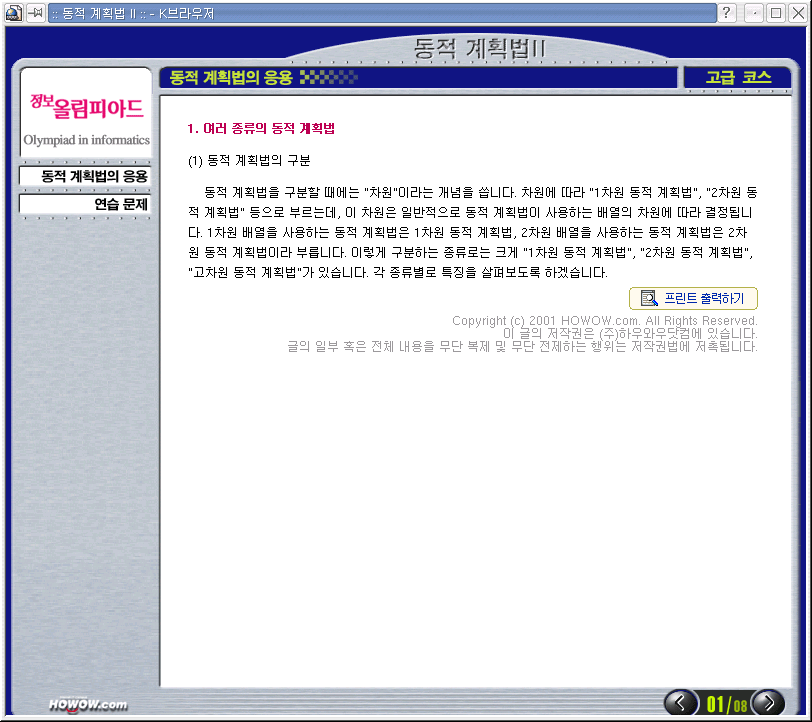 :: 동적 계획법 II :: - K브라우저
동적 계획법II
동적 계획법의 응용
고급 코스
정보올림피아드
Olympiad in informatics
동적 계획법의 응용
연습 문제
1. 여러 종류의 동적 계획법
(1) 동적 계획법의 구분
동적 계획법을 구분할 때에는 "차원"이라는 개념을 씁니다. 차원에 따라 "1차원 동적 계획법", "2차원 동
적 계획법" 등으로 부르는데, 이 차원은 일반적으로 동적 계획법이 사용하는 배열의 차원에 따라 결정됩니
다. 1차원 배열을 사용하는 동적 계획법은 1차원 동적 계획법, 2차원 배열을 사용하는 동적 계획법은 2차
원 동적 계획법이라 부릅니다. 이렇게 구분하는 종류로는 크게 "1차원 동적 계획법", "2차원 동적 계획법",
"고차원 동적 계획법"가 있습니다. 각 종류별로 특징을 살펴보도록 하겠습니다.
프린트 출력하기
Copyright (c) 2001 HOWOW.com. All Rights Reserved.
이 글의 저작권은 (주)하우와우닷컴에 있습니다.
글의 일부 혹은 전체 내용을 무단 복제 및 무단 전제하는 행위는 저작권법에 저촉됩니다.
HOWOW.com
01/08